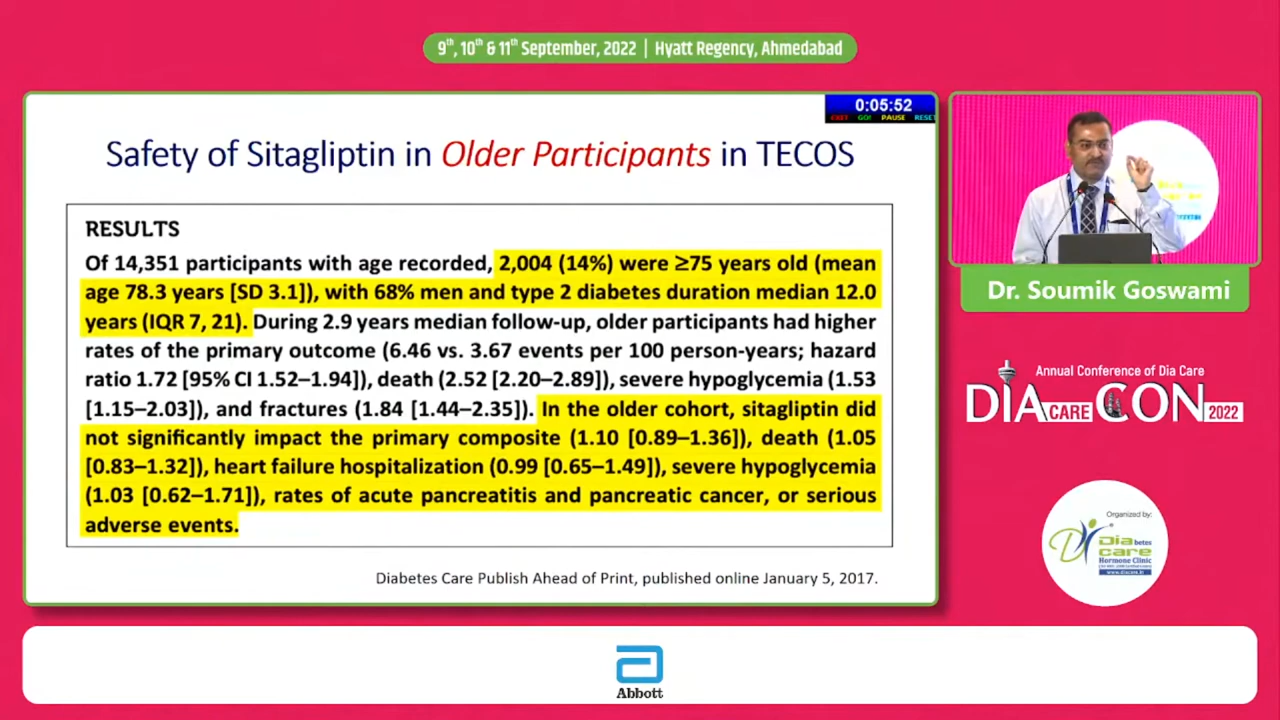 9th, 10th & 11th September, 2022 | Hyatt Regency, Ahmedabad
0:05:52
EXIT GO! PAUSE RESET
Safety of Sitagliptin in Older Participants in TECOS
RESULTS
Of 14,351 participants with age recorded, 2,004 (14%) were ≥75 years old (mean
age 78.3 years [SD 3.1]), with 68% men and type 2 diabetes duration median 12.0
years (IQR 7, 21). During 2.9 years median follow-up, older participants had higher
rates of the primary outcome (6.46 vs. 3.67 events per 100 person-years; hazard
ratio 1.72 [95% CI 1.52–1.94]), death (2.52 [2.20–2.89]), severe hypoglycemia (1.53
[1.15–2.03]), and fractures (1.84 [1.44–2.35]). In the older cohort, sitagliptin did
not significantly impact the primary composite (1.10 [0.89–1.36]), death (1.05
[0.83–1.32]), heart failure hospitalization (0.99 [0.65–1.49]), severe hypoglycemia
(1.03 [0.62–1.71]), rates of acute pancreatitis and pancreatic cancer, or serious
adverse events.
Diabetes Care Publish Ahead of Print, published online January 5, 2017.
Dr. Soumik Goswami
Annual Conference of Dia Care
DIA CARE CON 2022
Organized by:
Diabetes
care
Hormone Clinic
Abbott